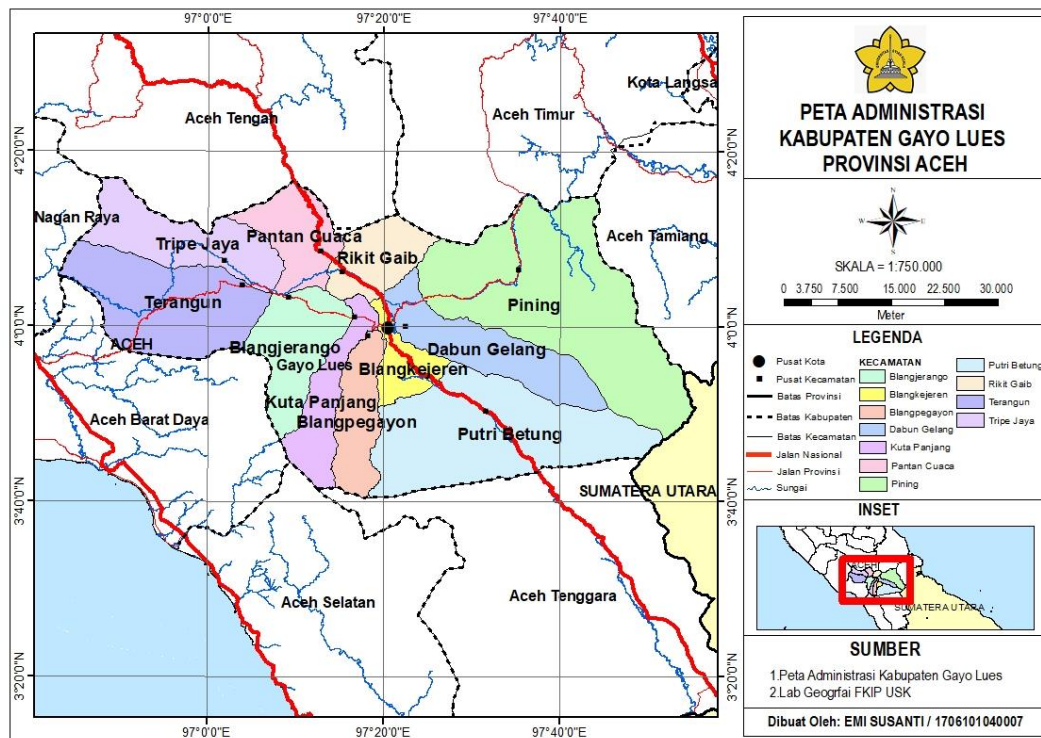 97°0'0"E
97°20'0"E
97°40'0"E
4°20'0"N
4°0'0"N
3°40'0"N
3°20'0"N
Kota Langsa
Aceh Tengah
Aceh Timur
Nagan Raya
Tripe Jaya
Pantan Cuaca
Rikit Gaib
Aceh Tamiang
Terangun
Pining
ACEH
Blangjerango
Gayo Lues
Dabun Gelang
Blangkejeren
Kuta Panjang
Aceh Barat Daya
Blangpegayon
Putri Betung
SUMATERA UTARA
Aceh Selatan
Aceh Tenggara
4°20'0"N
4°0'0"N
3°40'0"N
3°20'0"N
97°0'0"E
97°20'0"E
97°40'0"E
PETA ADMINISTRASI
KABUPATEN GAYO LUES
PROVINSI ACEH
N
W
E
S
SKALA = 1:750.000
0 3.750 7.500 15.000 22.500 30.000
Meter
LEGENDA
Pusat Kota
Pusat Kecamatan
Batas Provinsi
Batas Kabupaten
Batas Kecamatan
Jalan Nasional
Jalan Provinsi
Sungai
KECAMATAN
Blangjerango
Blangkejeren
Blangpegayon
Dabun Gelang
Kuta Panjang
Pantan Cuaca
Pining
Putri Betung
Rikit Gaib
Terangun
Tripe Jaya
INSET
ACEH
SUMATERA UTARA
SUMBER
1.Peta Administrasi Kabupaten Gayo Lues
2.Lab Geogrfai FKIP USK
Dibuat Oleh: EMI SUSANTI / 1706101040007